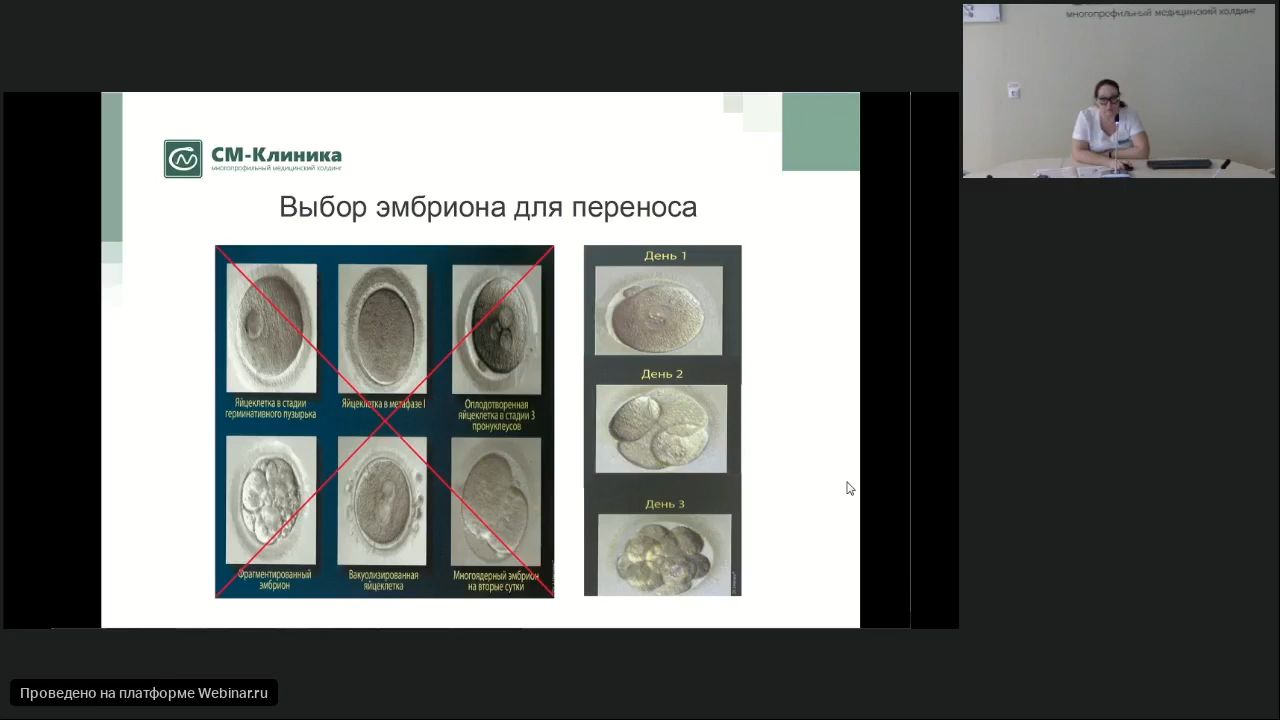 СМ-Клиника
многопрофильный медицинский холдинг
Выбор эмбриона для переноса
Яйцеклетка в стадии
герминативного пузырька
Яйцеклетка в метафазе I
Оплодотворенная
яйцеклетка в стадии 3
пронуклеусов
Фрагментированный
эмбрион
Вакуолизированная
яйцеклетка
Многоядерный эмбрион
на вторые сутки
День 1
День 2
День 3
многопрофильный медицинский холдинг
Проведено на платформе Webinar.ru